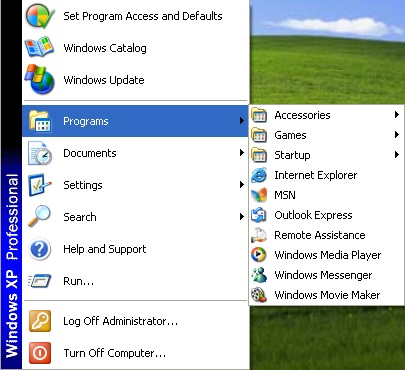 Windows XP Professional
Set Program Access and Defaults
Windows Catalog
Windows Update
Programs
Documents
Settings
Search
Help and Support
Run...
Log Off Administrator...
Turn Off Computer...
Accessories
Games
Startup
Internet Explorer
MSN
Outlook Express
Remote Assistance
Windows Media Player
Windows Messenger
Windows Movie Maker